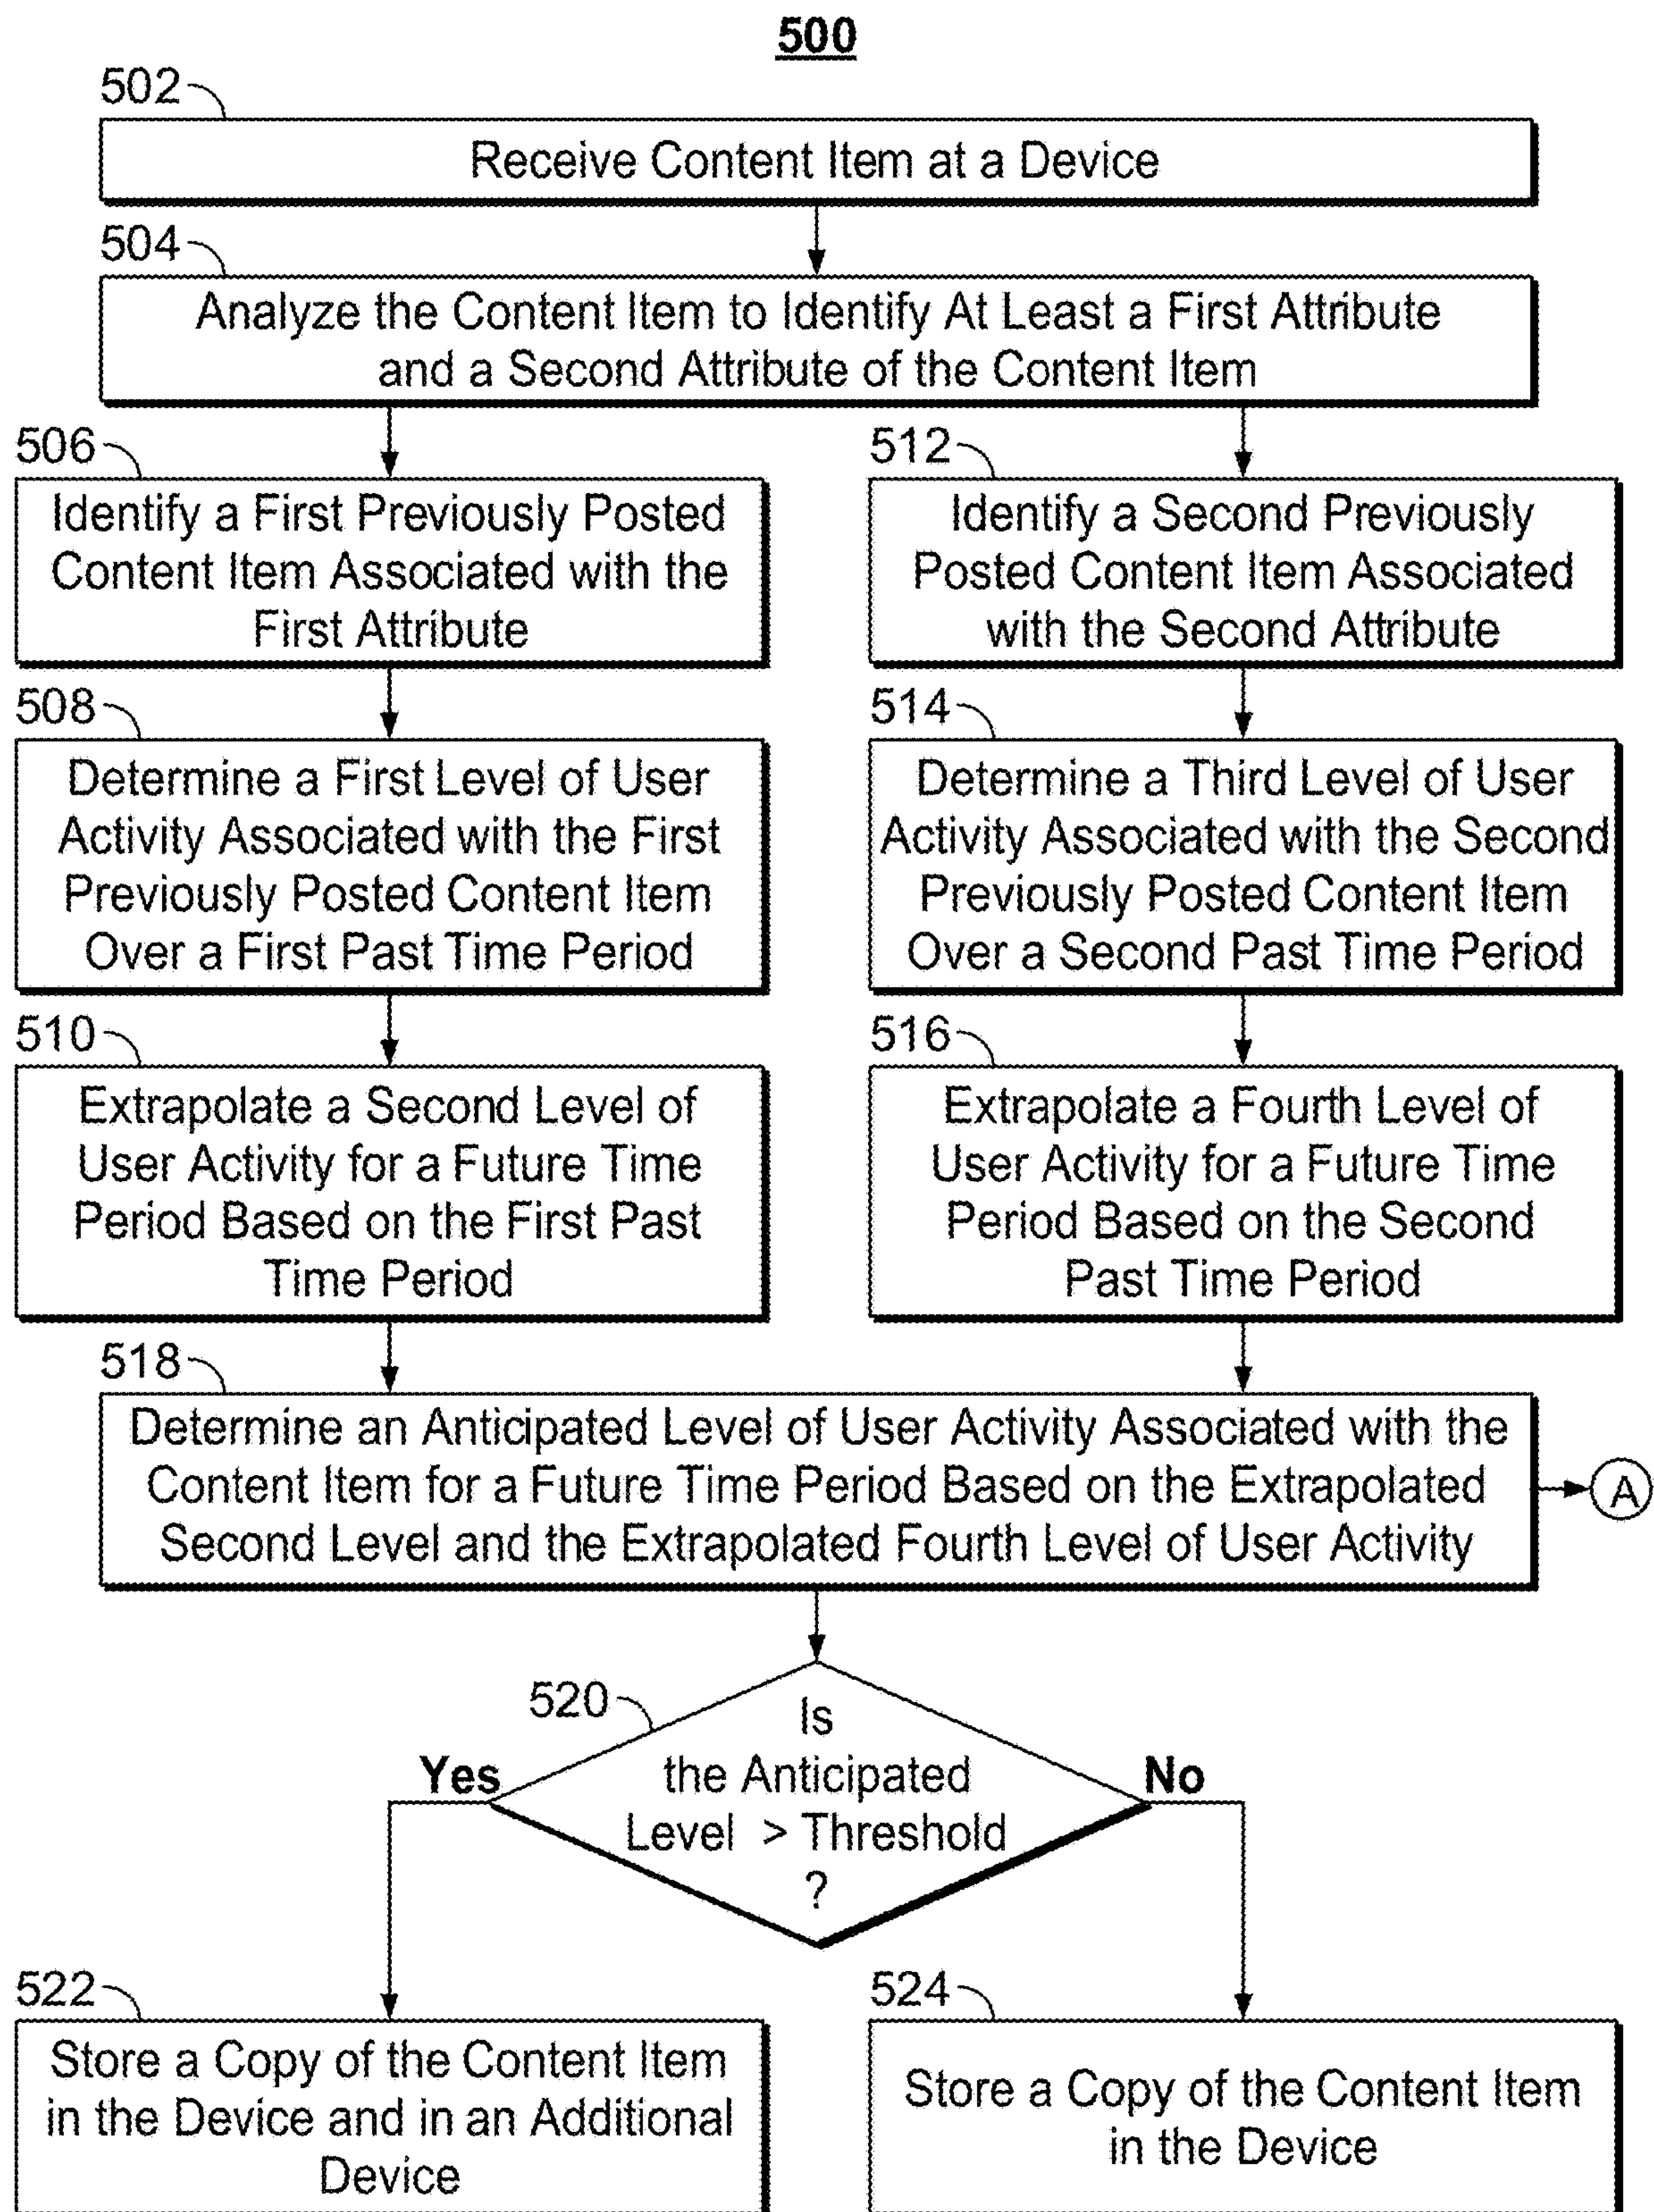 500
502
Receive Content Item at a Device
504
Analyze the Content Item to Identify At Least a First Attribute
and a Second Attribute of the Content Item
506
Identify a First Previously Posted
Content Item Associated with the
First Attribute
512
Identify a Second Previously
Posted Content Item Associated
with the Second Attribute
508
Determine a First Level of User
Activity Associated with the First
Previously Posted Content Item
Over a First Past Time Period
514
Determine a Third Level of User
Activity Associated with the Second
Previously Posted Content Item
Over a Second Past Time Period
510
Extrapolate a Second Level of
User Activity for a Future Time
Period Based on the First Past
Time Period
516
Extrapolate a Fourth Level of
User Activity for a Future Time
Period Based on the Second
Past Time Period
518
Determine an Anticipated Level of User Activity Associated with the
Content Item for a Future Time Period Based on the Extrapolated
Second Level and the Extrapolated Fourth Level of User Activity
A
520
Is
the Anticipated
Level > Threshold
?
Yes
No
522
Store a Copy of the Content Item
in the Device and in an Additional
Device
524
Store a Copy of the Content Item
in the Device